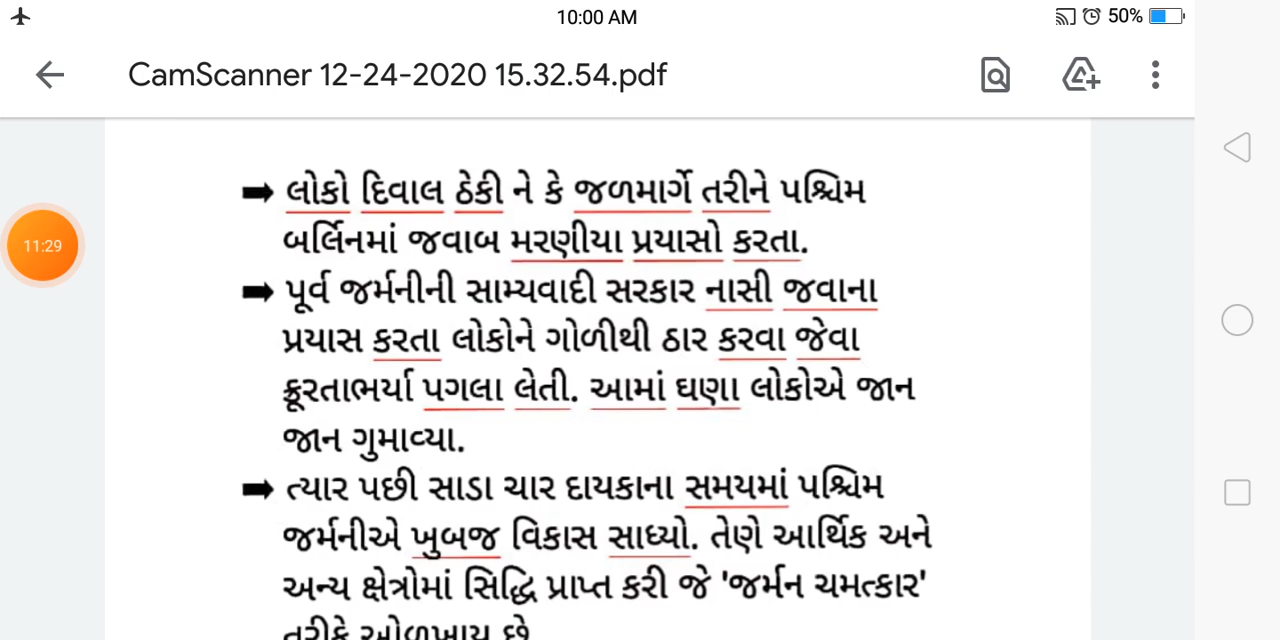 10:00 AM
50%
CamScanner 12-24-2020 15.32.54.pdf
11:29
➡ લોકો દિવાલ ઠેકી ને કે જળમાર્ગે તરીને પશ્ચિમ
બર્લિનમાં જવાબ મરણીયા પ્રયાસો કરતા.
➡ પૂર્વ જર્મનીની સામ્યવાદી સરકાર નાસી જવાના
પ્રયાસ કરતા લોકોને ગોળીથી ઠાર કરવા જેવા
ક્રૂરતાભર્યા પગલા લેતી. આમાં ઘણા લોકોએ જાન
જાન ગુમાવ્યા.
➡ ત્યાર પછી સાડા ચાર દાયકાના સમયમાં પશ્ચિમ
જર્મનીએ ખુબજ વિકાસ સાધ્યો. તેણે આર્થિક અને
અન્ય ક્ષેત્રોમાં સિદ્ધિ પ્રાપ્ત કરી જે 'જર્મન ચમત્કાર'
તરીકે ઓળખાય છે